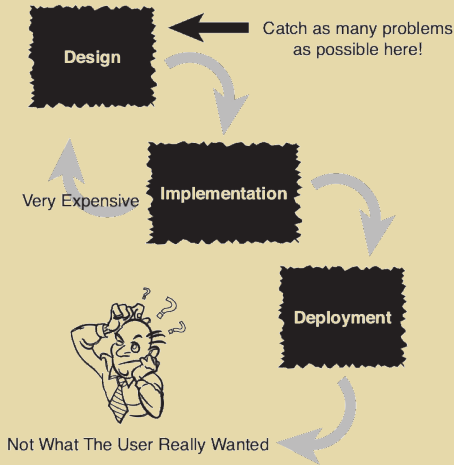 Catch as many problems
as possible here!
Design
Very Expensive
Implementation
Deployment
? ? ?
Not What The User Really Wanted